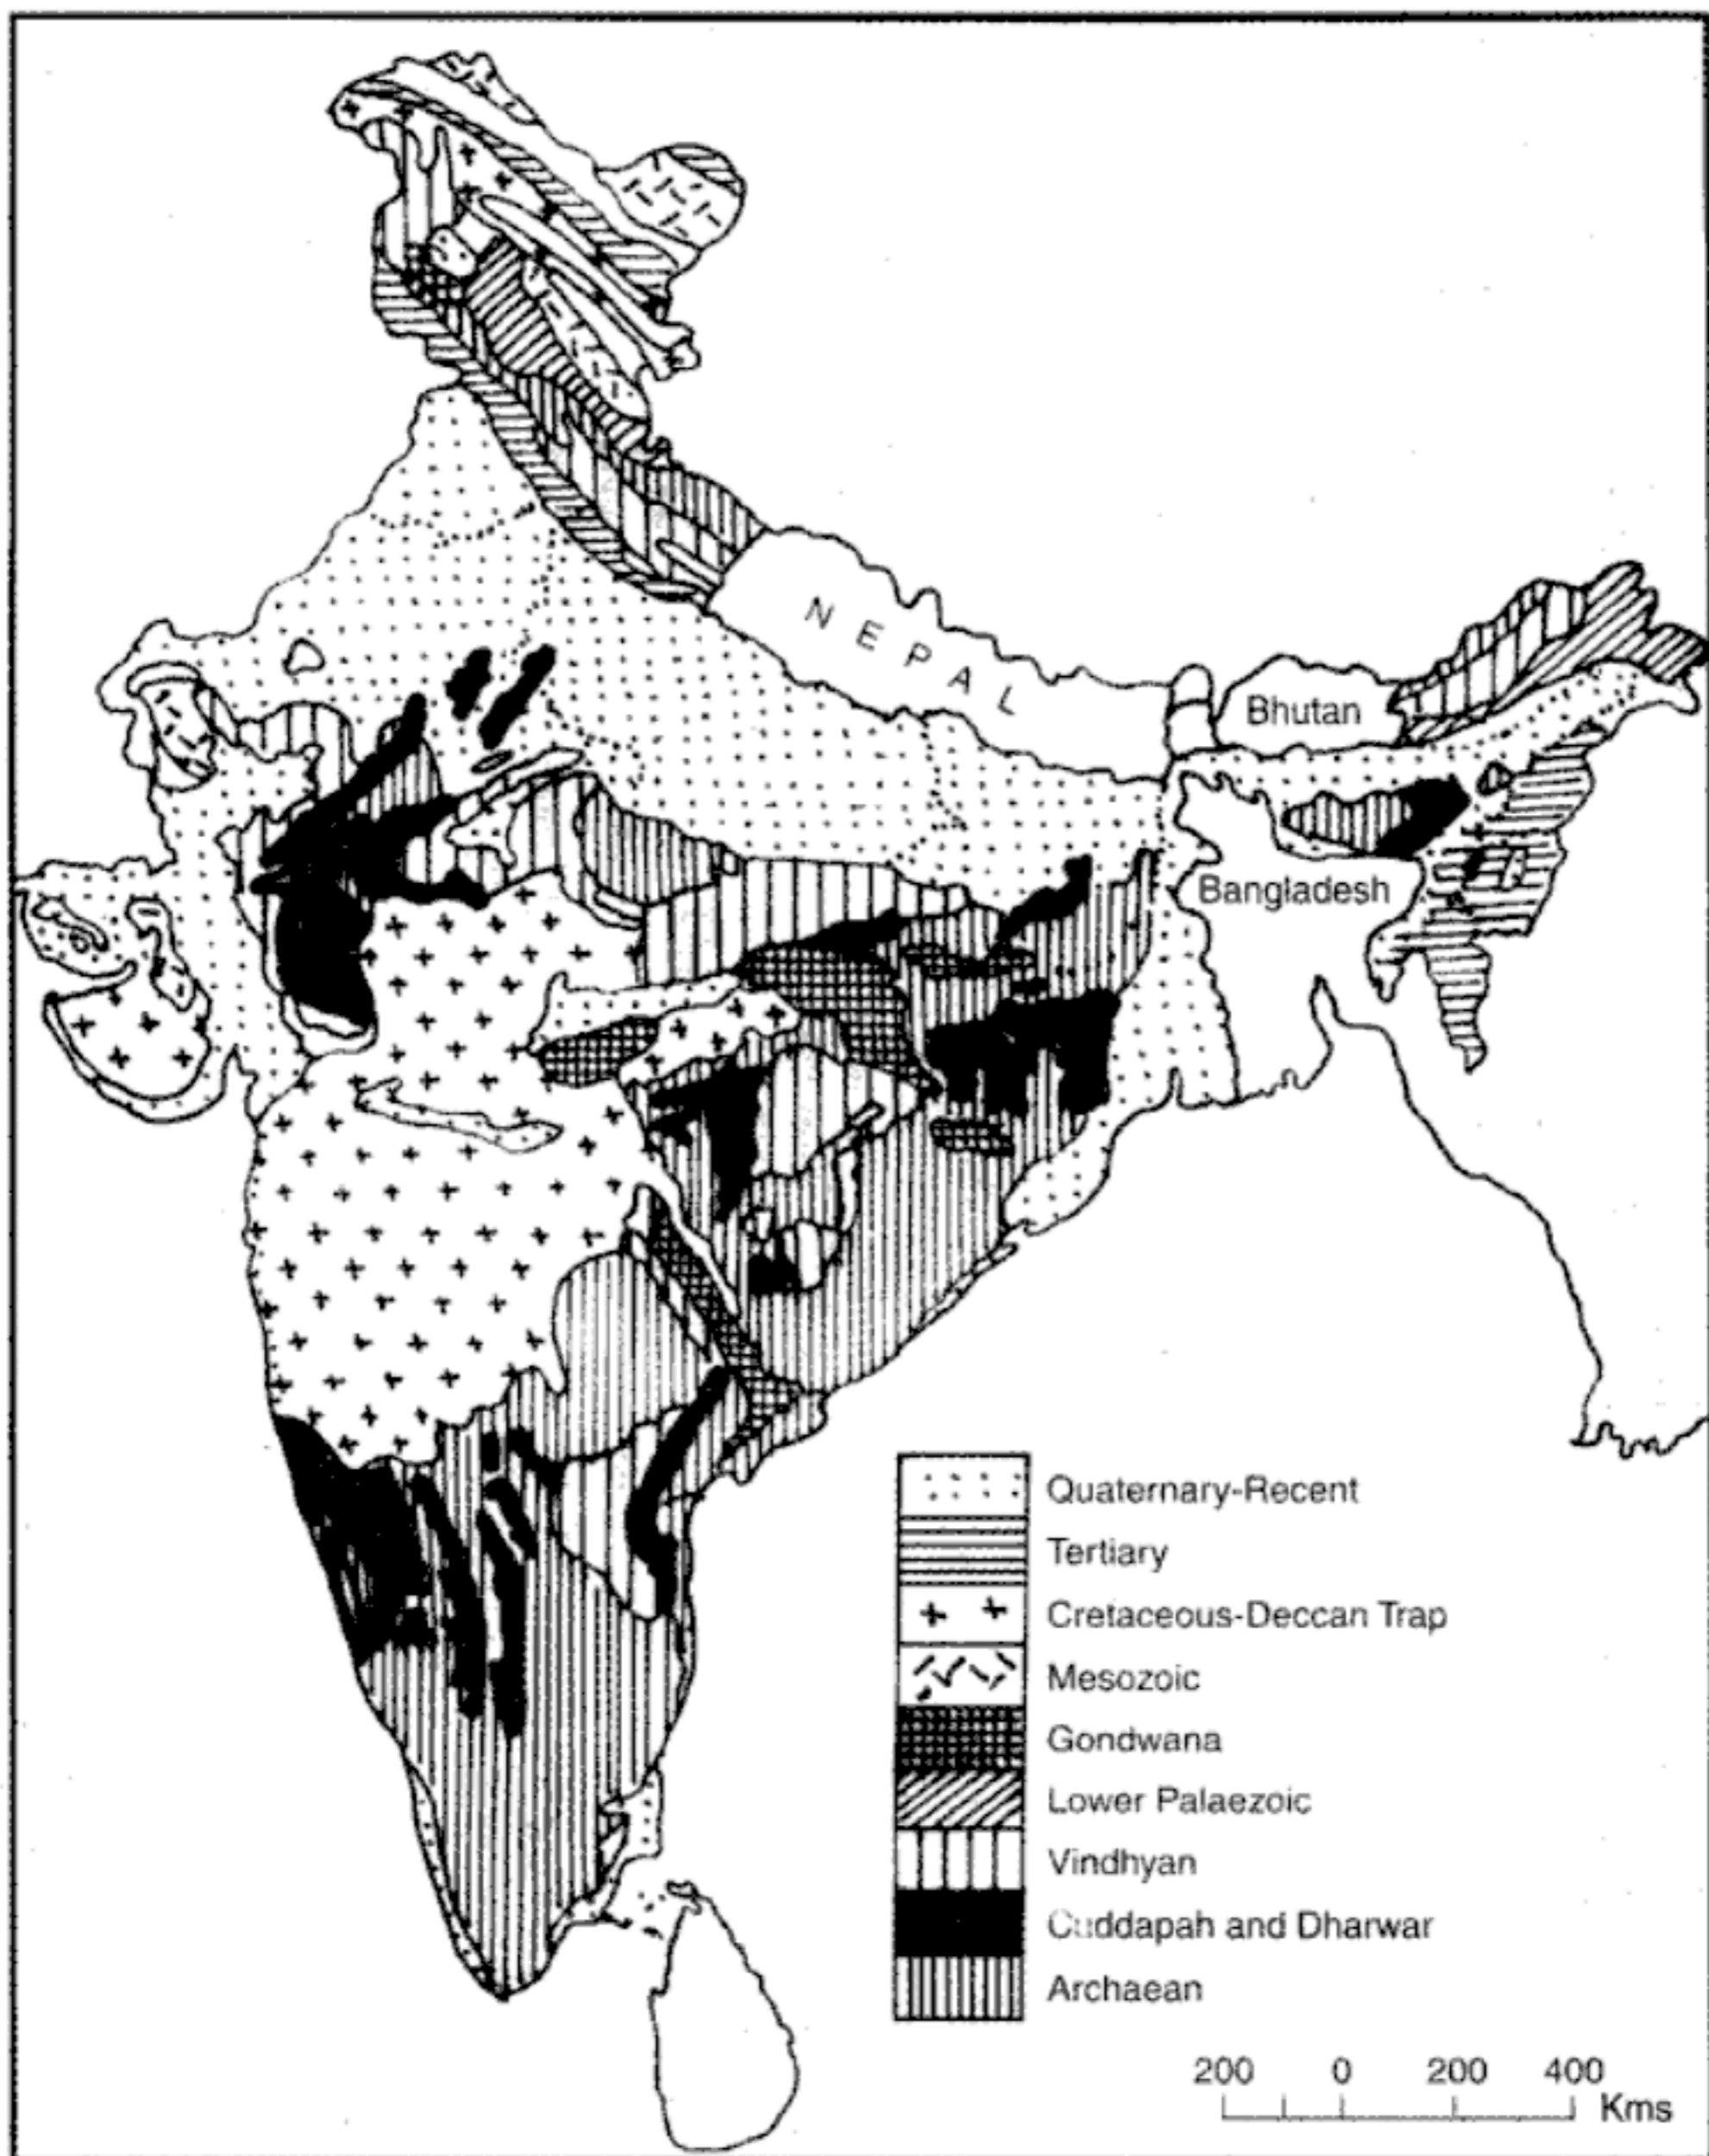 NEPAL
Bhutan
Bangladesh
Quaternary-Recent
Tertiary
Cretaceous-Deccan Trap
Mesozoic
Gondwana
Lower Palaezoic
Vindhyan
Cuddapah and Dharwar
Archaean
200 0 200 400
Kms